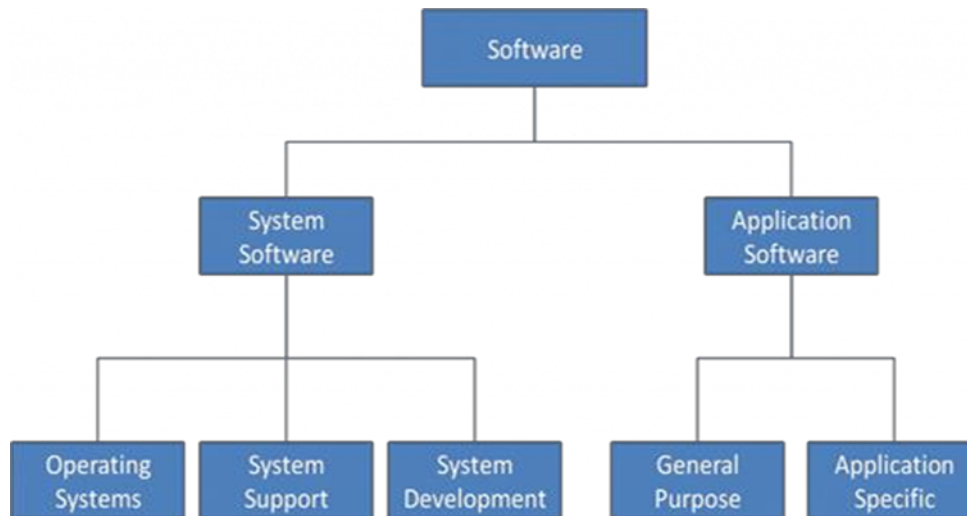 Software
System
Software
Application
Software
Operating
Systems
System
Support
System
Development
General
Purpose
Application
Specific